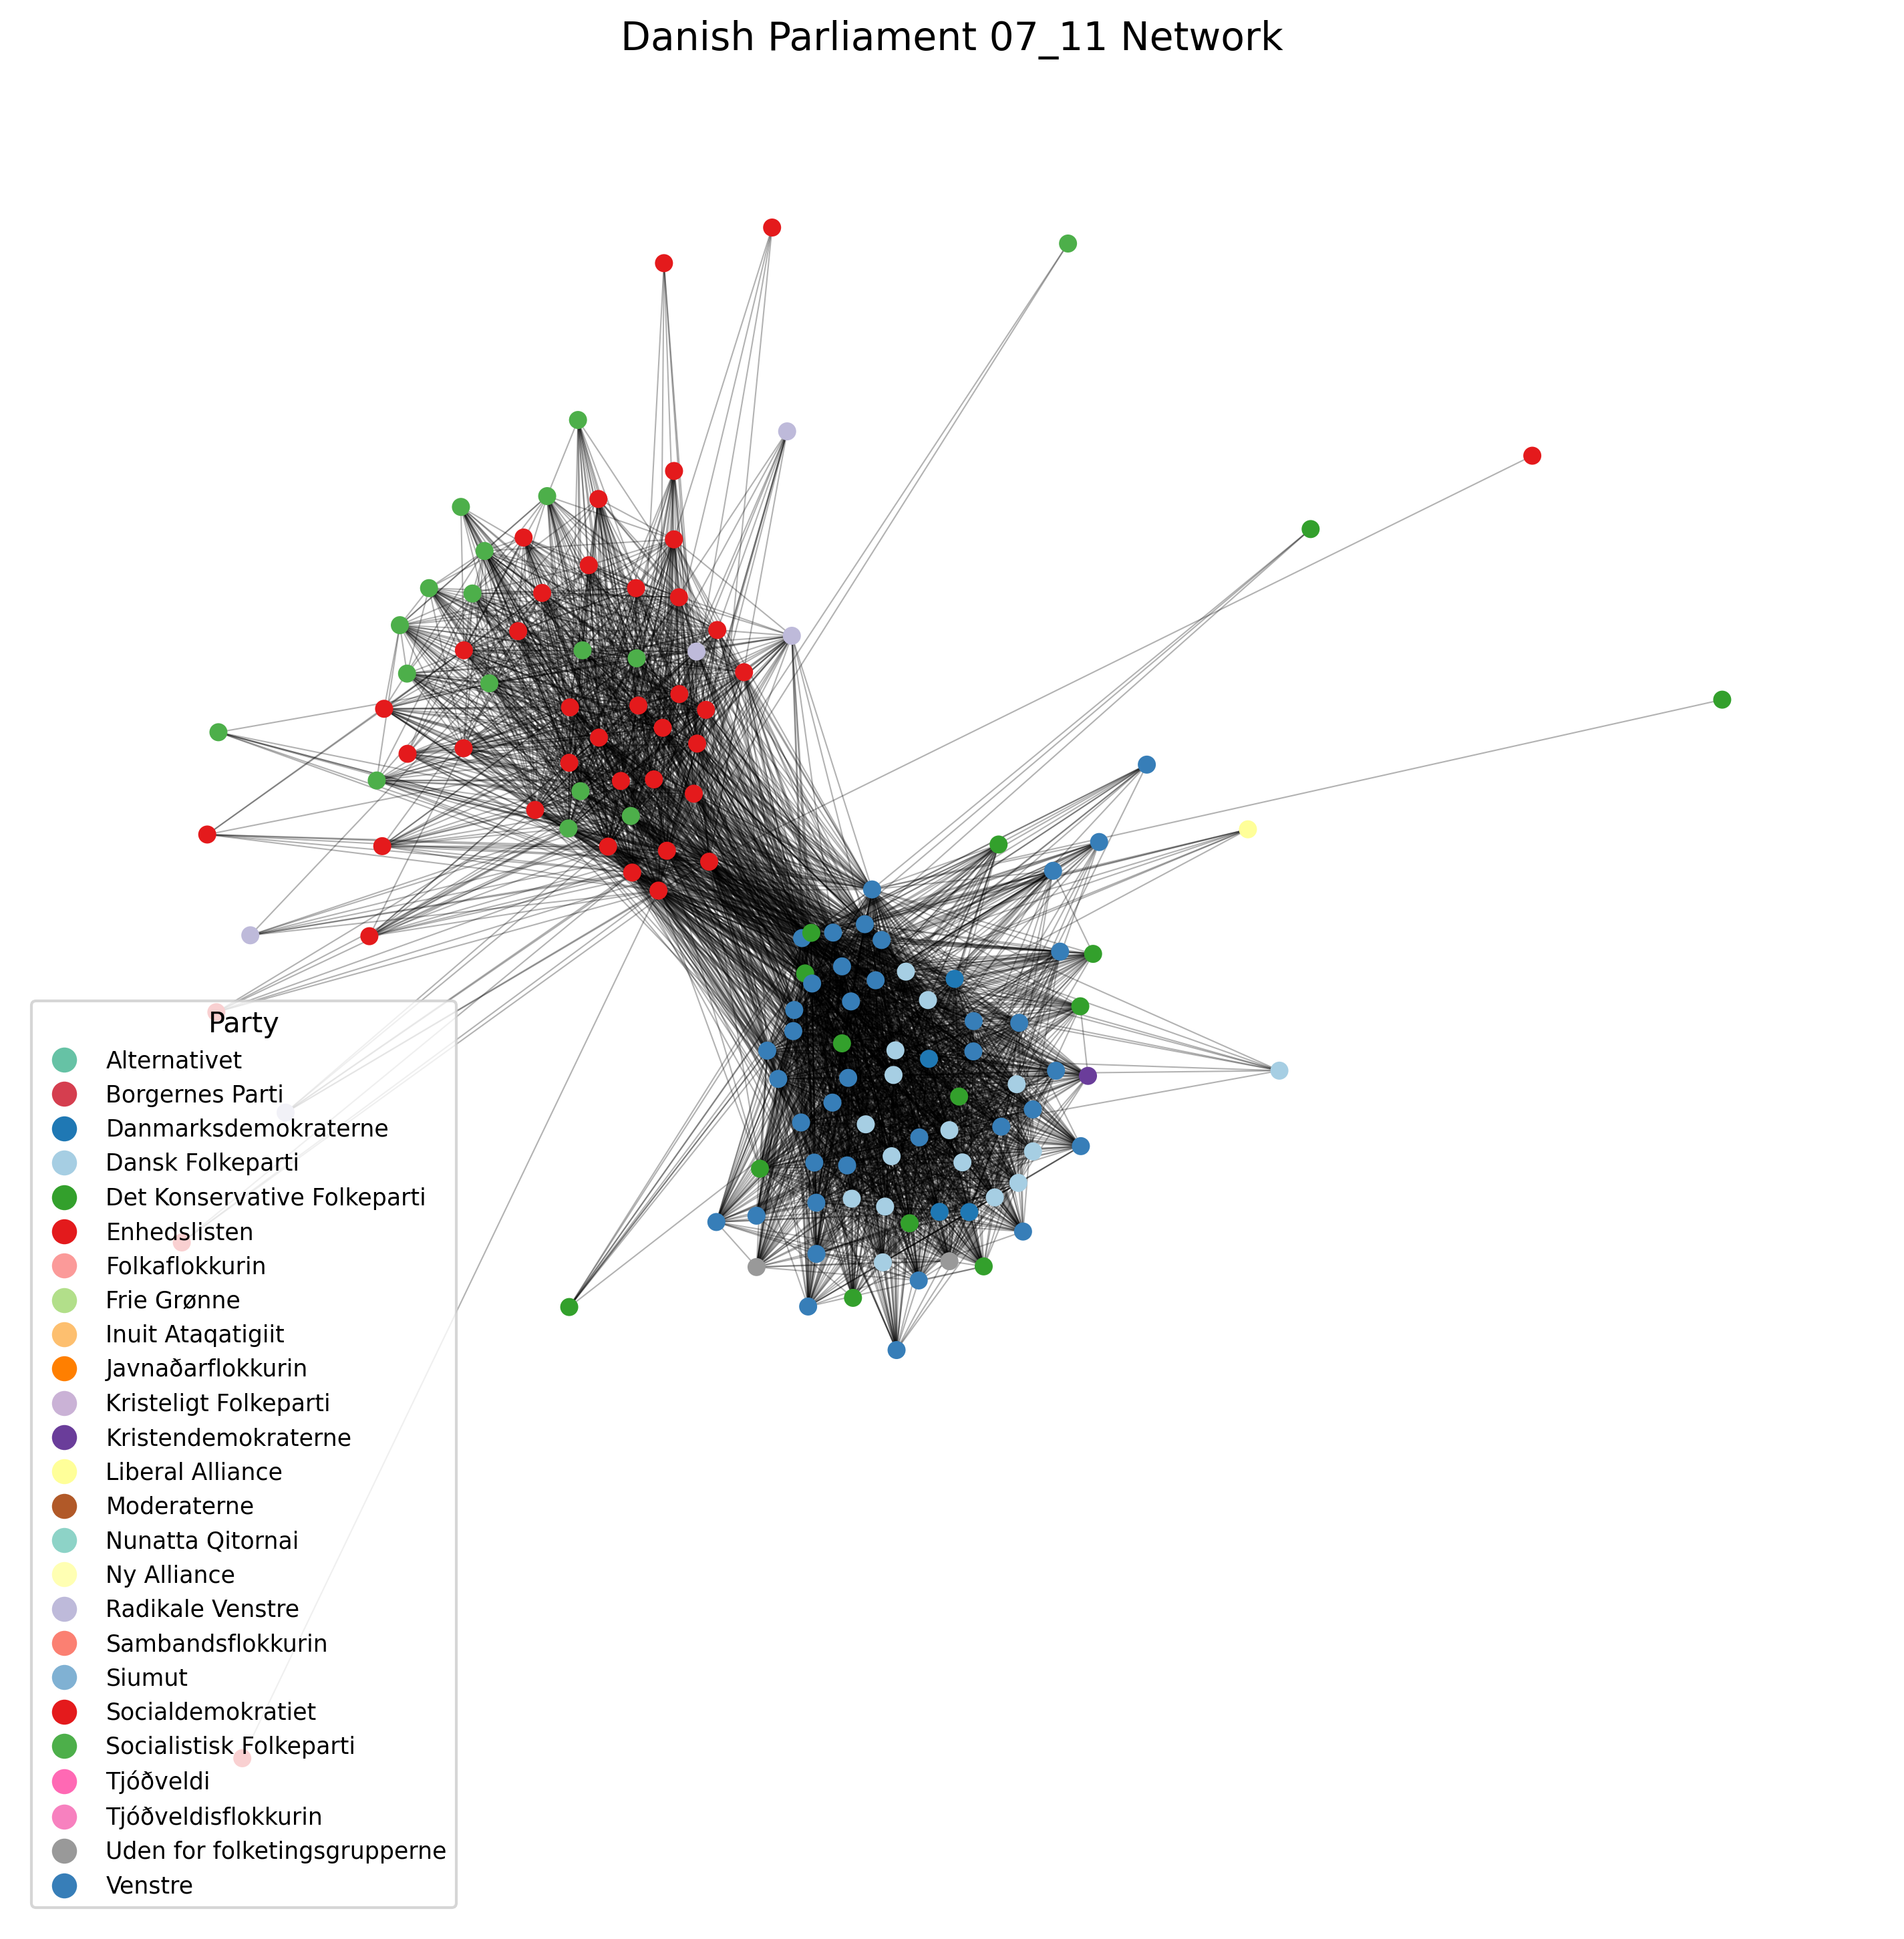 Danish Parliament 07_11 Network
Party
Alternativet
Borgernes Parti
Danmarksdemokraterne
Dansk Folkeparti
Det Konservative Folkeparti
Enhedslisten
Folkaflokkurin
Frie Grønne
Inuit Ataqatigiit
Javnaðarflokkurin
Kristeligt Folkeparti
Kristendemokraterne
Liberal Alliance
Moderaterne
Nunatta Qitornai
Ny Alliance
Radikale Venstre
Sambandsflokkurin
Siumut
Socialdemokratiet
Socialistisk Folkeparti
Tjóðveldi
Tjóðveldisflokkurin
Uden for folketingsgrupperne
Venstre